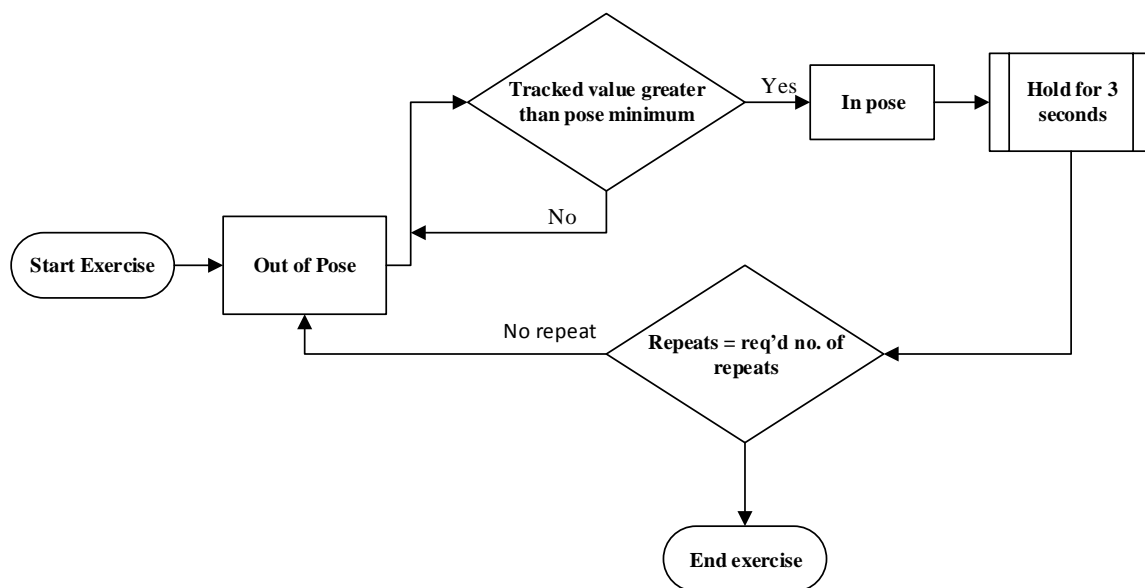 Tracked value greater
than pose minimum
Yes
In pose
Hold for 3
seconds
No
Start Exercise
Out of Pose
No repeat
Repeats = req’d no. of
repeats
End exercise